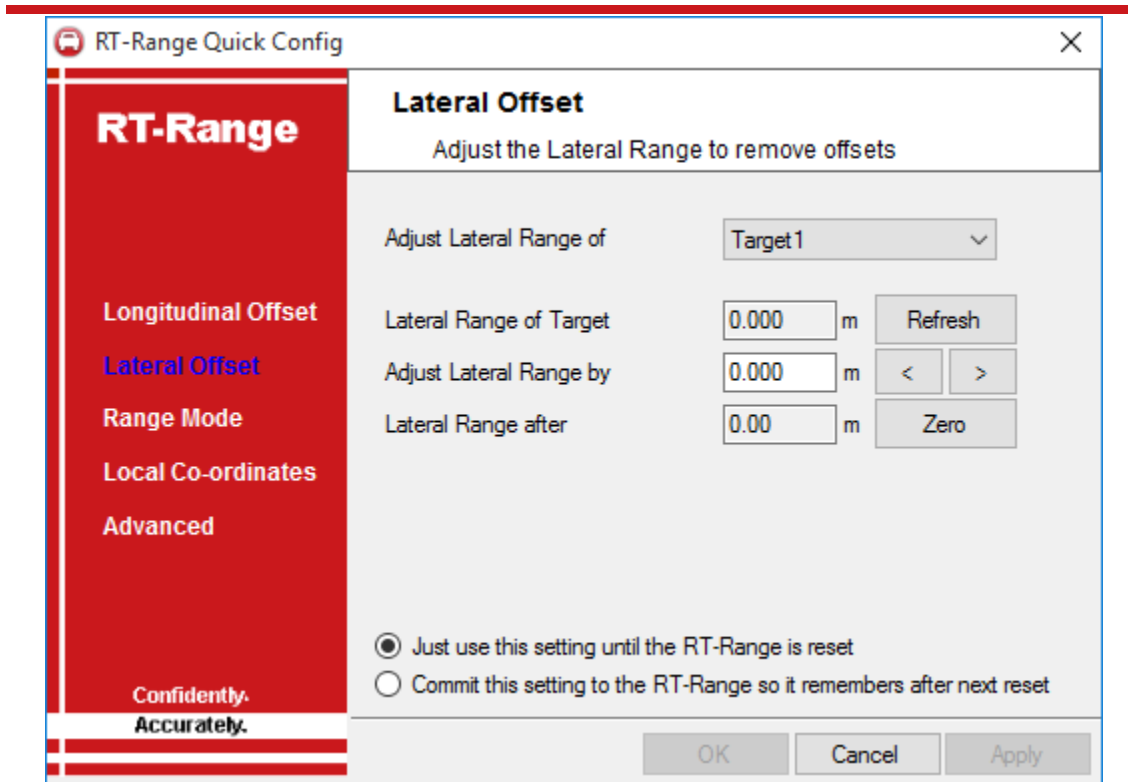 RT-Range Quick Config
RT-Range
Lateral Offset
Adjust the Lateral Range to remove offsets
Longitudinal Offset
Lateral Offset
Range Mode
Local Co-ordinates
Advanced
Confidently.
Accurately.
Adjust Lateral Range of Target1
Lateral Range of Target 0.000 m Refresh
Adjust Lateral Range by 0.000 m < >
Lateral Range after 0.00 m Zero
Just use this setting until the RT-Range is reset
Commit this setting to the RT-Range so it remembers after next reset
OK Cancel Apply